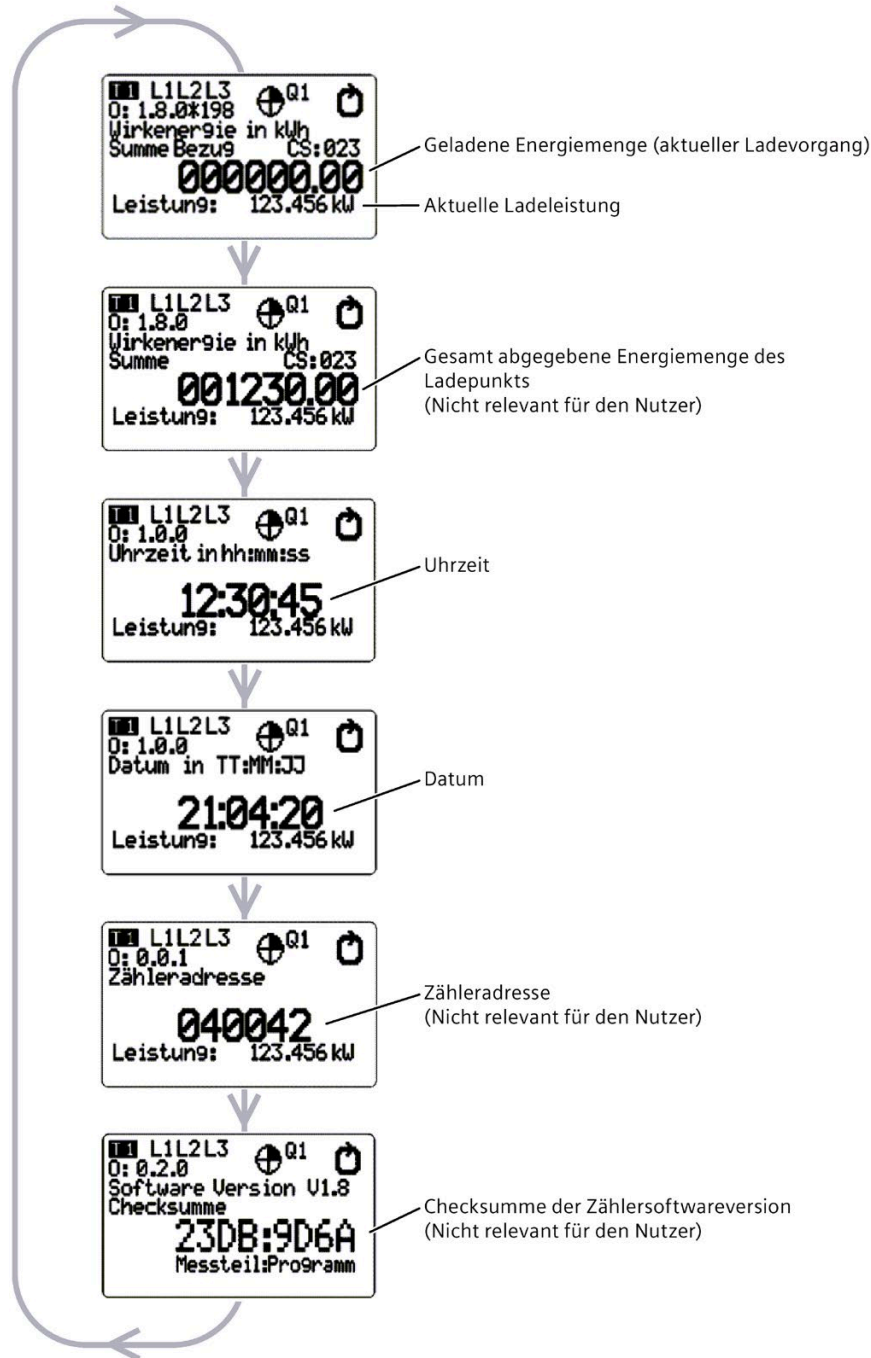 T1 L1L2L3 Q1
O: 1.8.0*198
Wirkenergie in kWh
Summe Bezug CS:023
000000.00
Leistung: 123.456 kW
Geladene Energiemenge (aktueller Ladevorgang)
Aktuelle Ladeleistung
T1 L1L2L3 Q1
O: 1.8.0
Wirkenergie in kWh
Summe CS:023
001230.00
Leistung: 123.456 kW
Gesamt abgegebene Energiemenge des
Ladepunkts
(Nicht relevant für den Nutzer)
T1 L1L2L3 Q1
O: 1.0.0
Uhrzeit in hh:mm:ss
12:30:45
Leistung: 123.456 kW
Uhrzeit
T1 L1L2L3 Q1
O: 1.0.0
Datum in TT:MM:JJ
21:04:20
Leistung: 123.456 kW
Datum
T1 L1L2L3 Q1
O: 0.0.1
Zähleradresse
040042
Leistung: 123.456 kW
Zähleradresse
(Nicht relevant für den Nutzer)
T1 L1L2L3 Q1
O: 0.2.0
Software Version V1.8
Checksumme
23DB:9D6A
Messteil:Programm
Checksumme der Zählersoftwareversion
(Nicht relevant für den Nutzer)